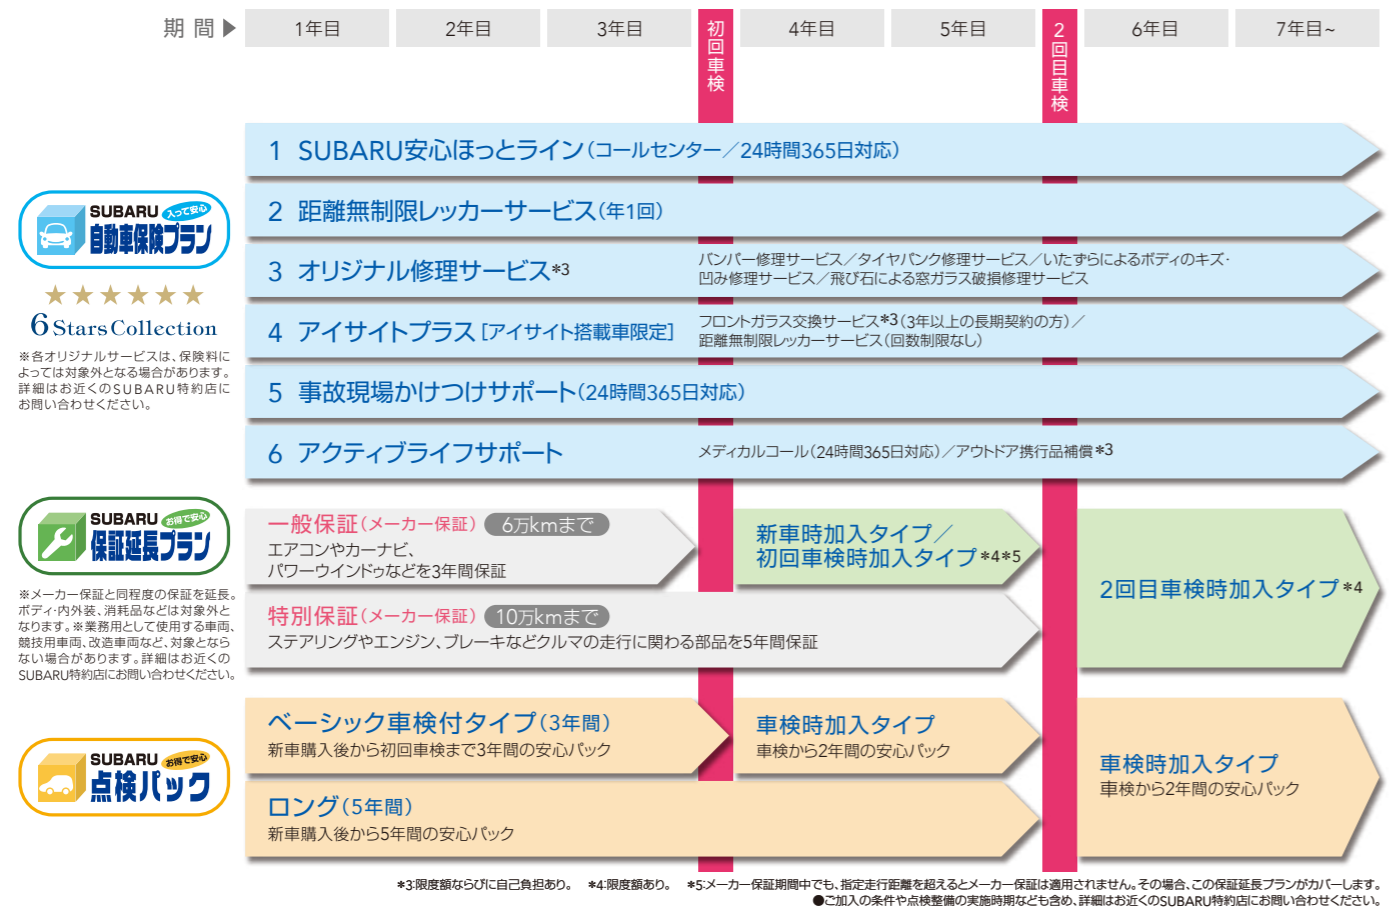 期間▶
1年目
2年目
3年目
初回車検
4年目
5年目
2回目車検
6年目
7年目~
SUBARU 入って安心
自動車保険プラン
★★★★★★
6 Stars Collection
※各オリジナルサービスは、保険料に
よっては対象外となる場合があります。
詳細はお近くのSUBARU特約店に
お問い合わせください。
1 SUBARU安心ほっとライン（コールセンター／24時間365日対応）
2 距離無制限レッカーサービス（年1回）
3 オリジナル修理サービス*3
バンパー修理サービス／タイヤパンク修理サービス／いたずらによるボディのキズ・
凹み修理サービス／飛び石による窓ガラス破損修理サービス
4 アイサイトプラス［アイサイト搭載車限定］
フロントガラス交換サービス*3（3年以上の長期契約の方）／
距離無制限レッカーサービス（回数制限なし）
5 事故現場かけつけサポート（24時間365日対応）
6 アクティブライフサポート
メディカルコール（24時間365日対応）／アウトドア携行品補償*3
SUBARU お得で安心
保証延長プラン
※メーカー保証と同程度の保証を延長。
ボディ・内外装、消耗品などは対象外と
なります。※業務用として使用する車両、
競技用車両、改造車両など、対象となら
ない場合があります。詳細はお近くの
SUBARU特約店にお問い合わせください。
一般保証（メーカー保証） 6万kmまで
エアコンやカーナビ、
パワーウインドゥなどを3年間保証
新車時加入タイプ／
初回車検時加入タイプ*4*5
特別保証（メーカー保証） 10万kmまで
ステアリングやエンジン、ブレーキなどクルマの走行に関わる部品を5年間保証
2回目車検時加入タイプ*4
SUBARU お得で安心
点検パック
ベーシック車検付タイプ（3年間）
新車購入後から初回車検まで3年間の安心パック
車検時加入タイプ
車検から2年間の安心パック
ロング（5年間）
新車購入後から5年間の安心パック
車検時加入タイプ
車検から2年間の安心パック
*3:限度額ならびに自己負担あり。 *4:限度額あり。 *5:メーカー保証期間中でも、指定走行距離を超えるとメーカー保証は適用されません。その場合、この保証延長プランがカバーします。
●ご加入の条件や点検整備の実施時期なども含め、詳細はお近くのSUBARU特約店にお問い合わせください。